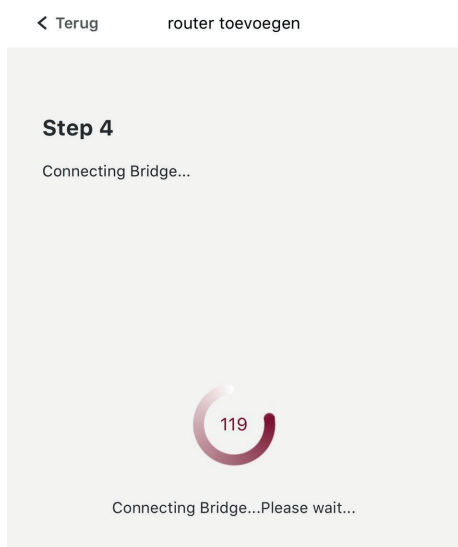 Terug router toevoegen
Step 4
Connecting Bridge...
119
Connecting Bridge...Please wait...